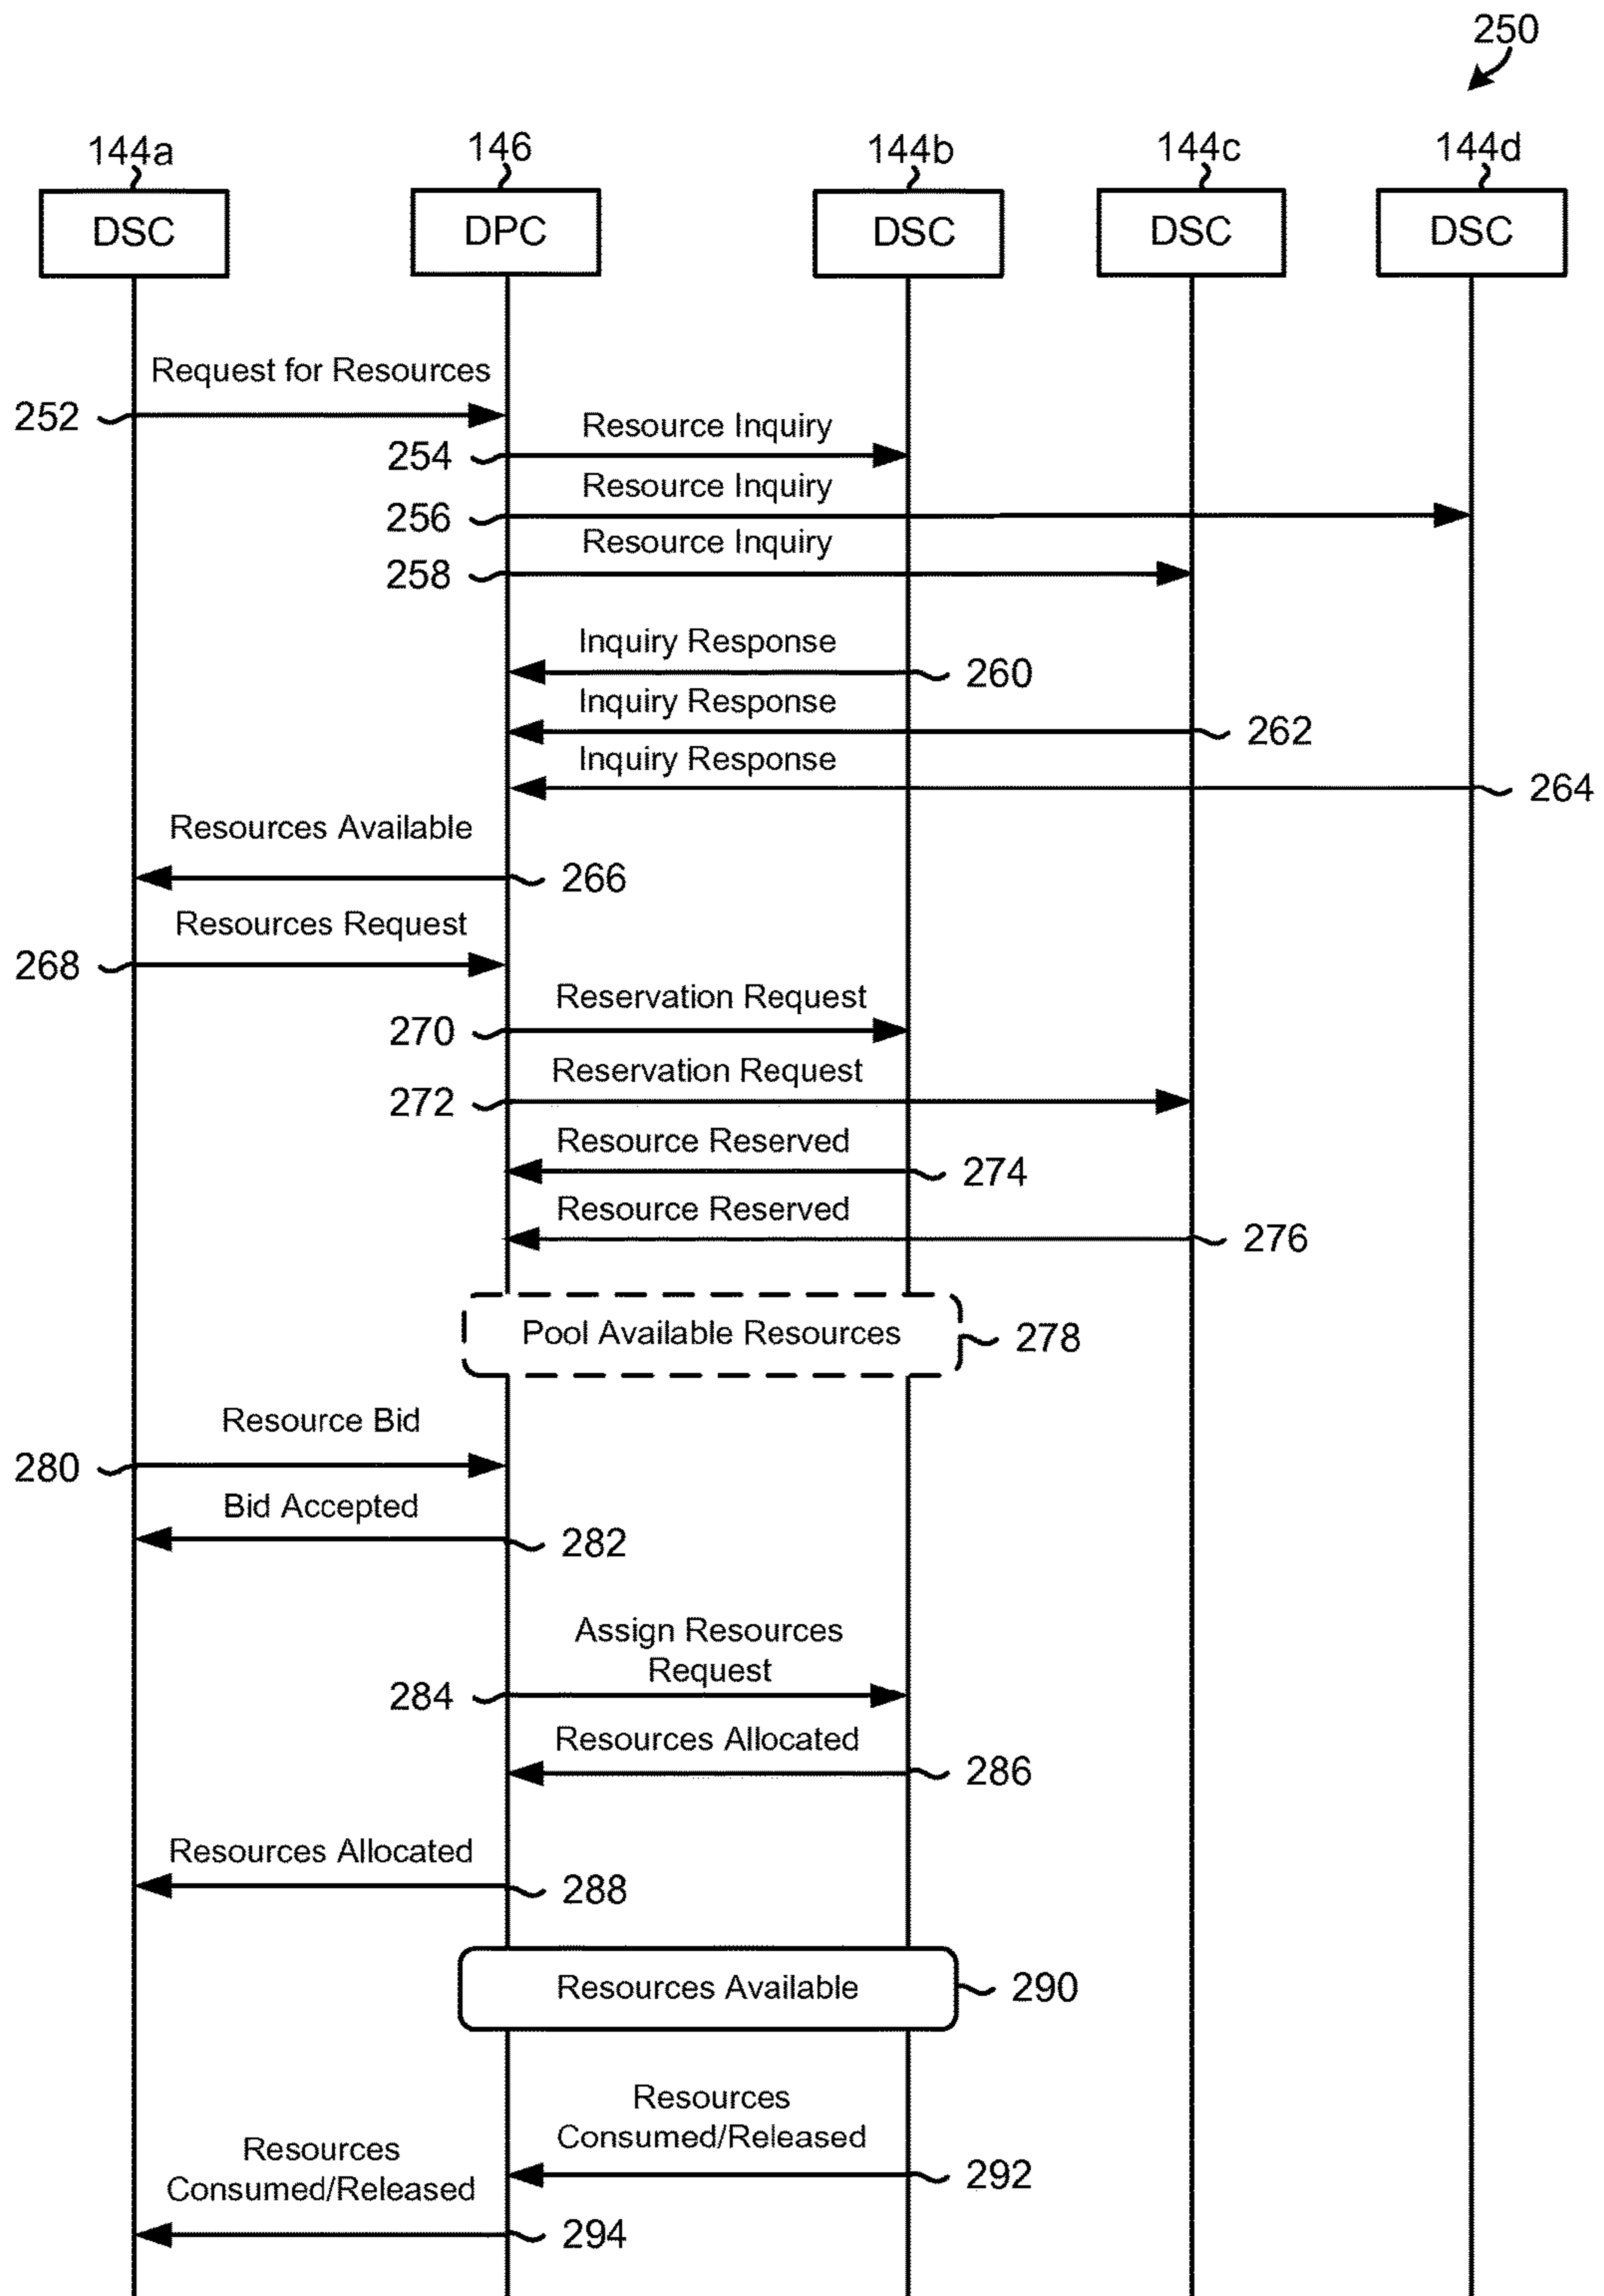 250
144a
146
144b
144c
144d
DSC
DPC
DSC
DSC
DSC
Request for Resources
252
Resource Inquiry
254
Resource Inquiry
256
Resource Inquiry
258
Inquiry Response
260
Inquiry Response
262
Inquiry Response
264
Resources Available
266
Resources Request
268
Reservation Request
270
Reservation Request
272
Resource Reserved
274
Resource Reserved
276
Pool Available Resources
278
Resource Bid
280
Bid Accepted
282
Assign Resources
Request
284
Resources Allocated
286
Resources Allocated
288
Resources Available
290
Resources
Consumed/Released
292
Resources
Consumed/Released
294